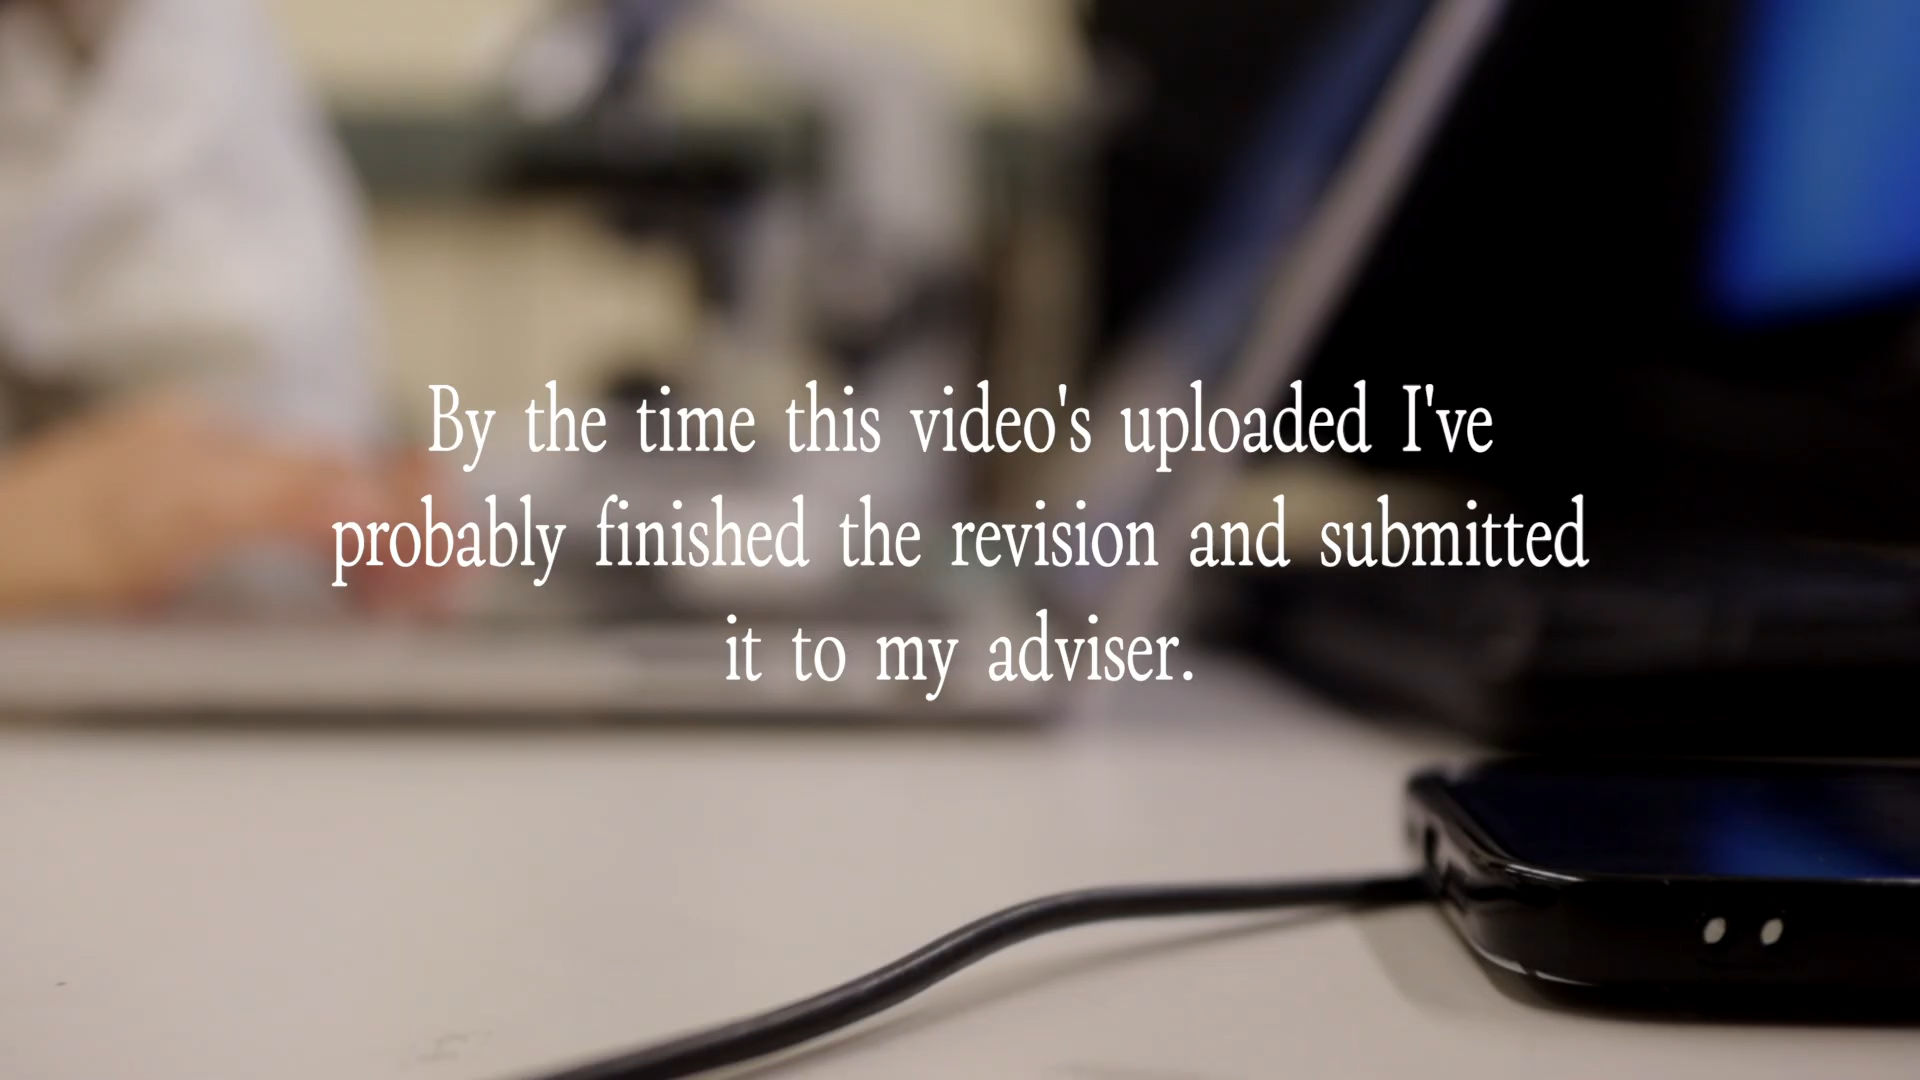 By the time this video's uploaded I've
probably finished the revision and submitted
it to my adviser.